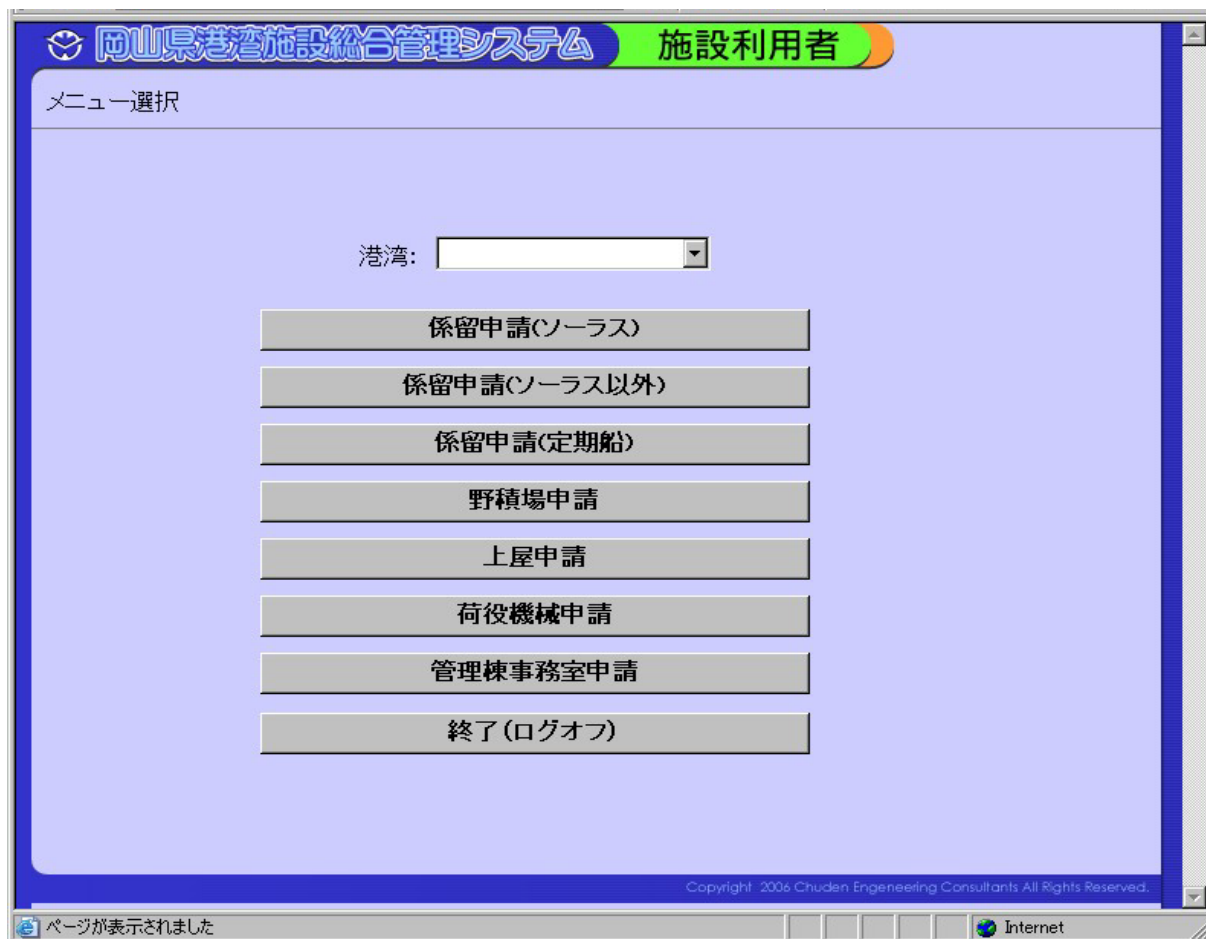 岡山県港湾施設総合管理システム 施設利用者
メニュー選択
港湾:
係留申請(ソーラス)
係留申請(ソーラス以外)
係留申請(定期船)
野積場申請
上屋申請
荷役機械申請
管理棟事務室申請
終了(ログオフ)
Copyright 2006 Chuden Engeneering Consultants All Rights Reserved.
ページが表示されました Internet